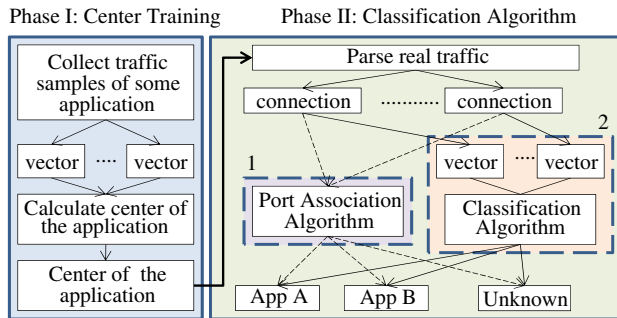 Phase I: Center Training
Phase II: Classification Algorithm
Collect traffic
samples of some
application
vector .... vector
Calculate center of
the application
Center of the
application
Parse real traffic
connection ........... connection
1
2
Port Association
Algorithm
vector .... vector
Classification
Algorithm
App A
App B
Unknown